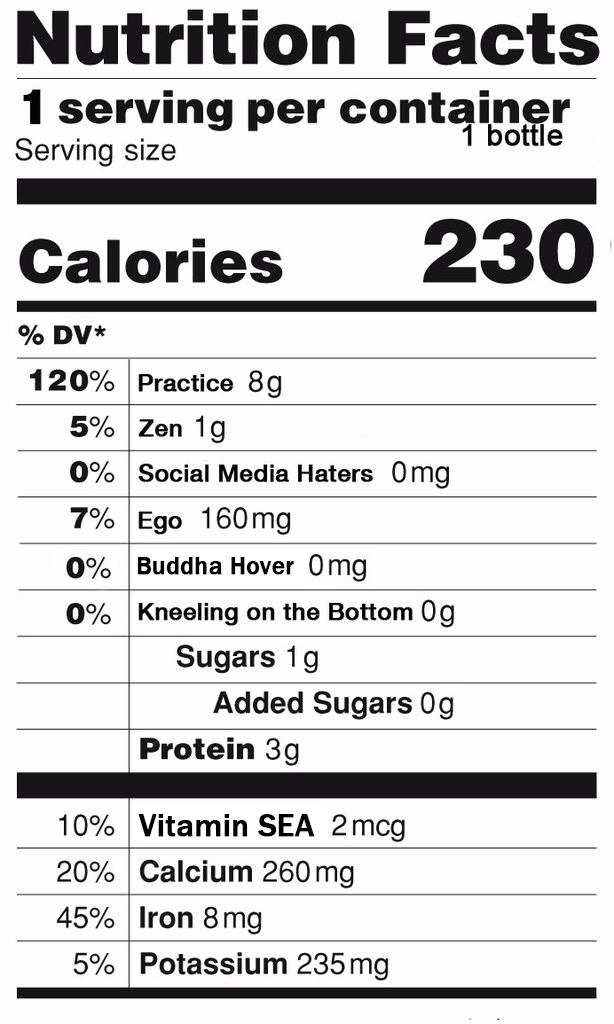 Nutrition Facts
1 serving per container
1 bottle
Serving size
Calories 230
% DV*
120% Practice 8g
5% Zen 1g
0% Social Media Haters 0mg
7% Ego 160mg
0% Buddha Hover 0mg
0% Kneeling on the Bottom 0g
Sugars 1g
Added Sugars 0g
Protein 3g
10% Vitamin SEA 2mcg
20% Calcium 260mg
45% Iron 8mg
5% Potassium 235mg